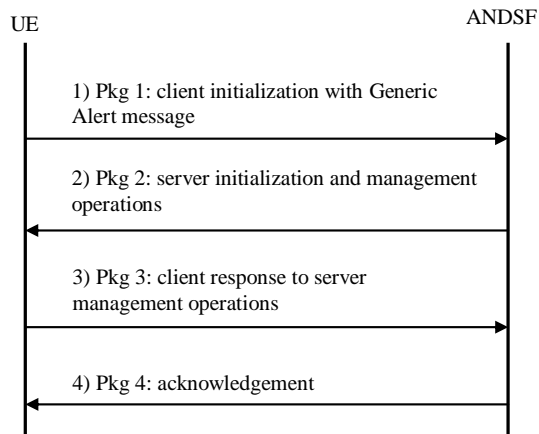 UE
ANDSF
1) Pkg 1: client initialization with Generic
Alert message
2) Pkg 2: server initialization and management
operations
3) Pkg 3: client response to server
management operations
4) Pkg 4: acknowledgement